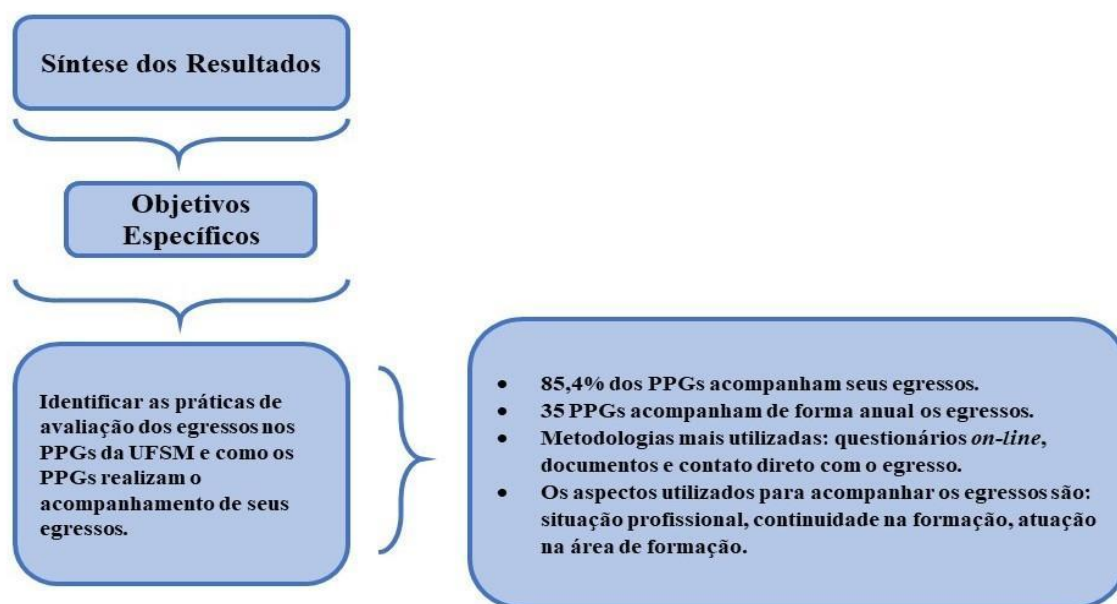 Síntese dos Resultados
Objetivos
Específicos
Identificar as práticas de
avaliação dos egressos nos
PPGs da UFSM e como os
PPGs realizam o
acompanhamento de seus
egressos.
• 85,4% dos PPGs acompanham seus egressos.
• 35 PPGs acompanham de forma anual os egressos.
• Metodologias mais utilizadas: questionários on-line,
documentos e contato direto com o egresso.
• Os aspectos utilizados para acompanhar os egressos são:
situação profissional, continuidade na formação, atuação
na área de formação.